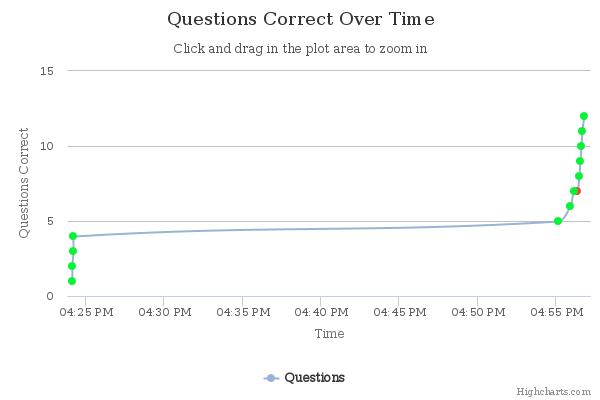 Questions Correct Over Time
Click and drag in the plot area to zoom in
Questions Correct
15
10
5
0
04:25 PM 04:30 PM 04:35 PM 04:40 PM 04:45 PM 04:50 PM 04:55 PM
Time
Questions
Highcharts.com